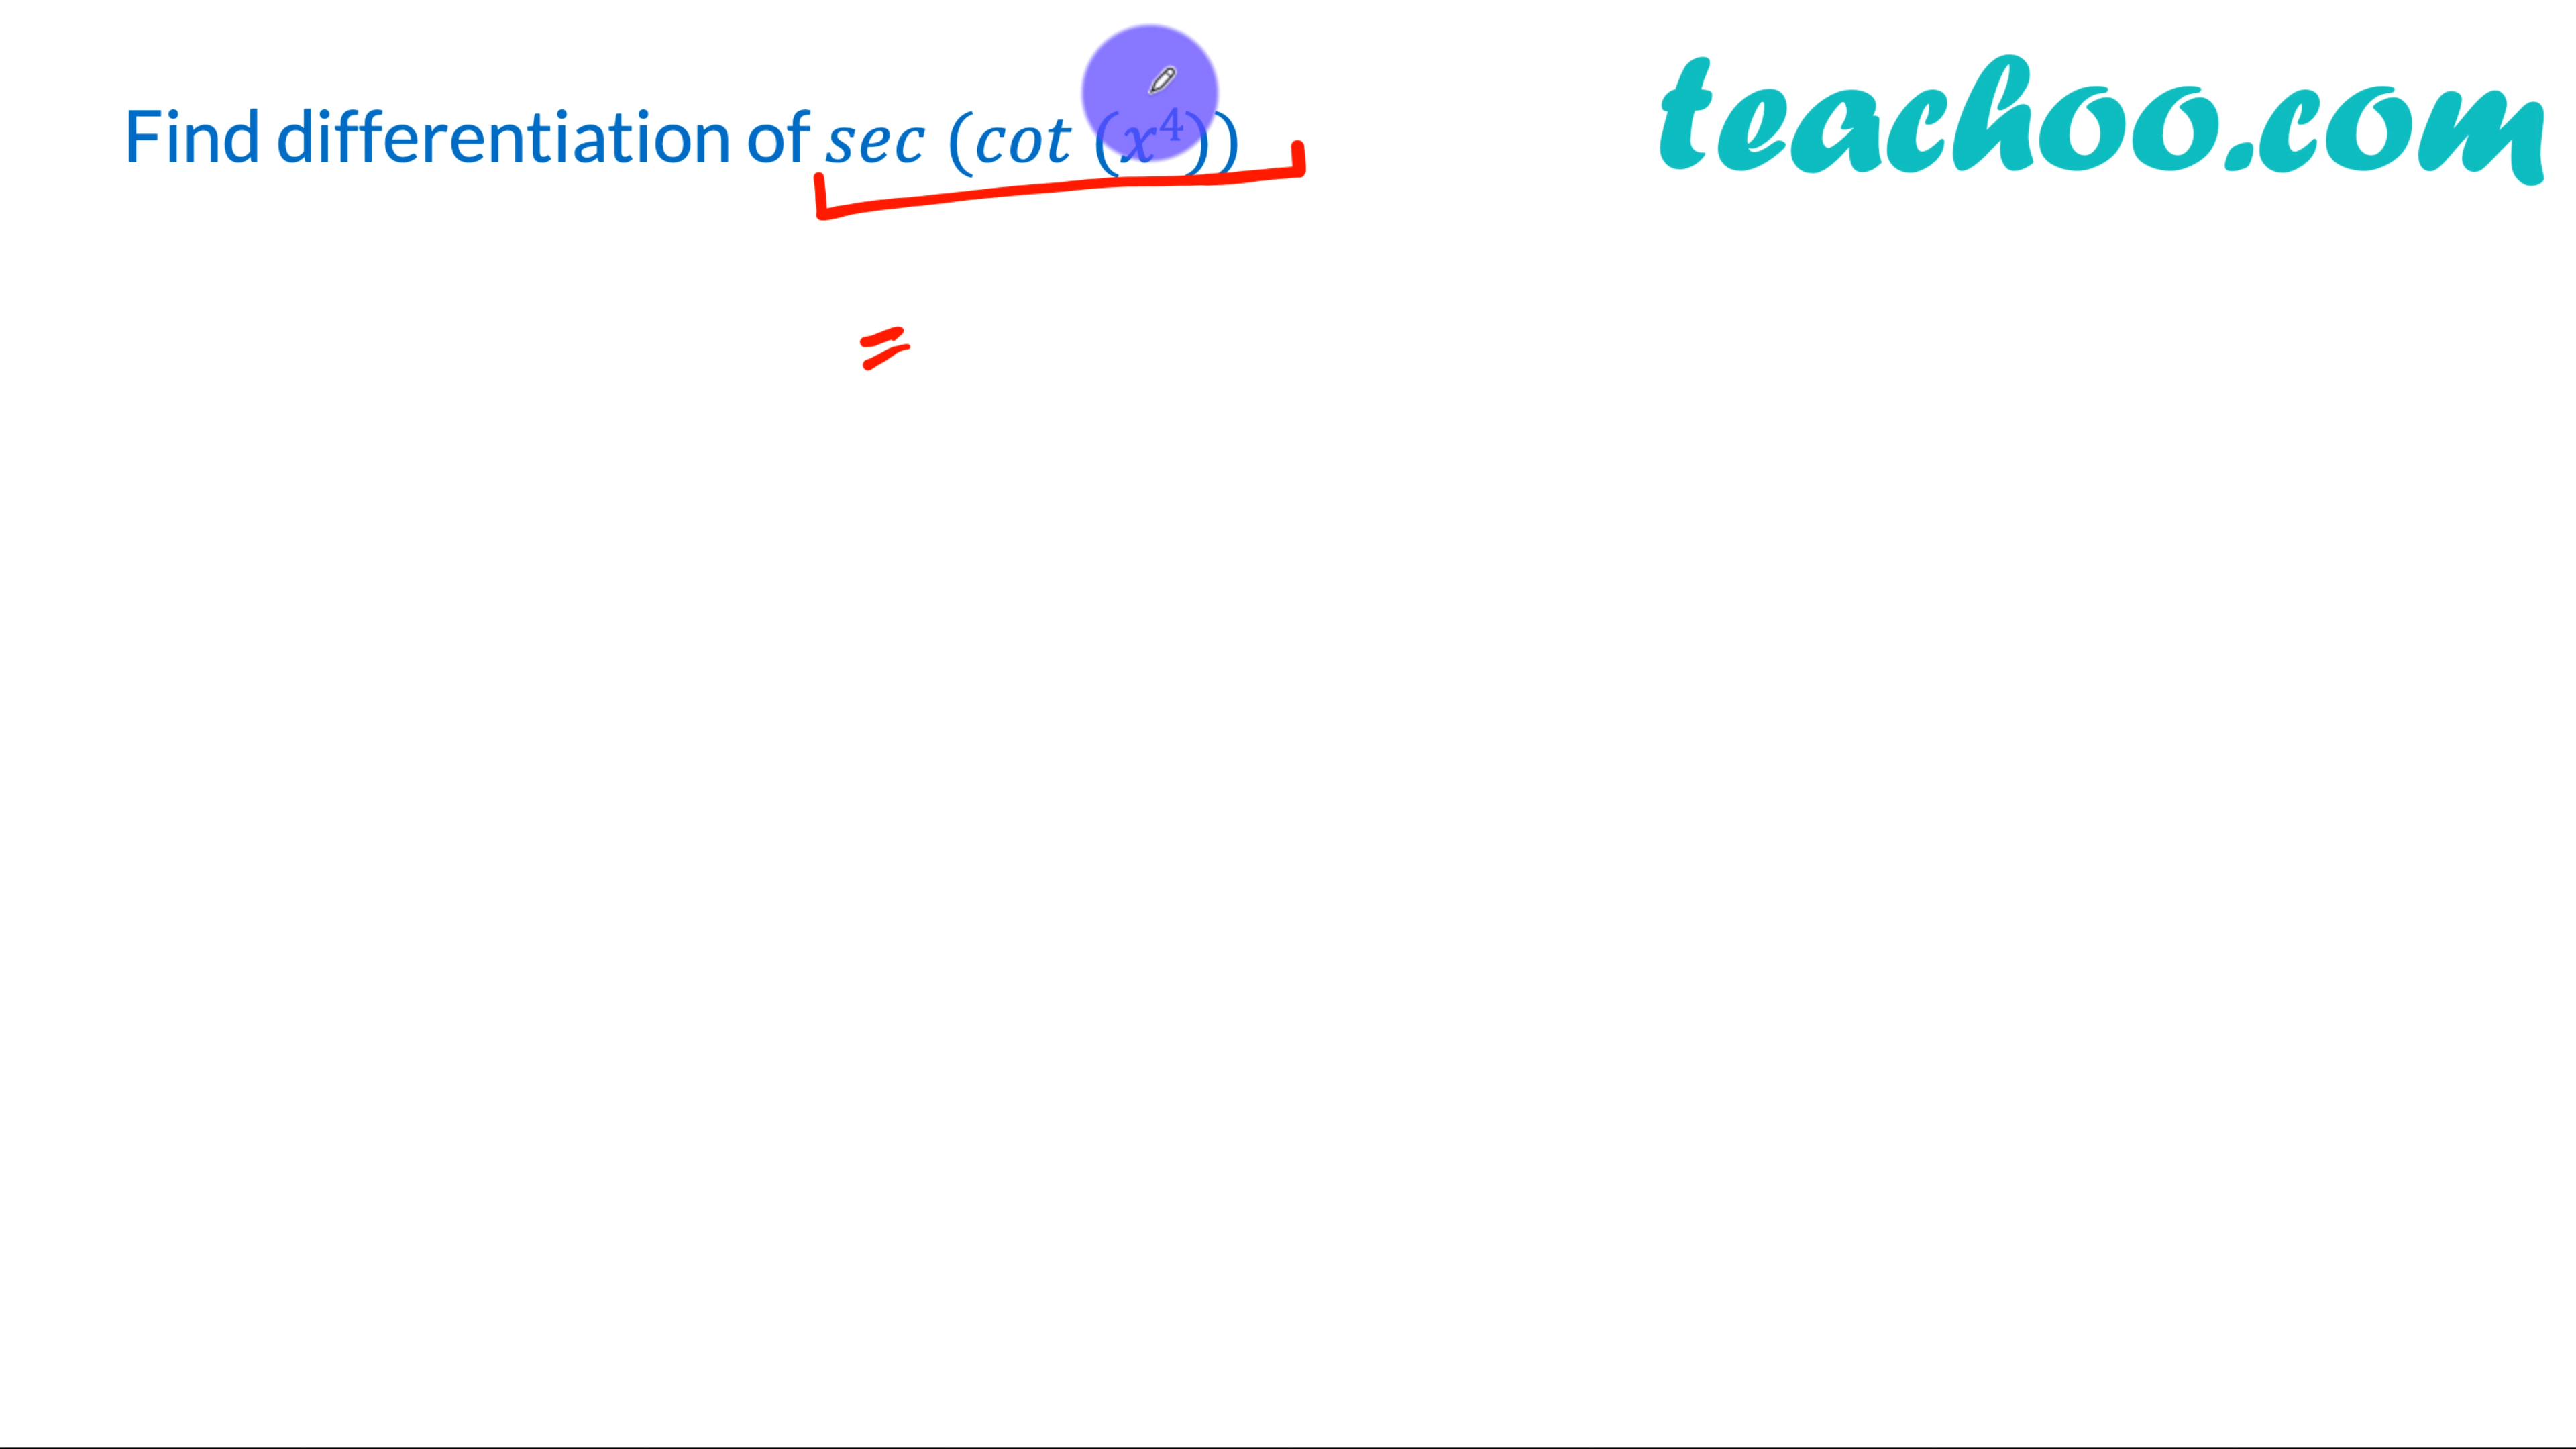 Find differentiation of sec (cot (x⁴))
teachoo.com
=